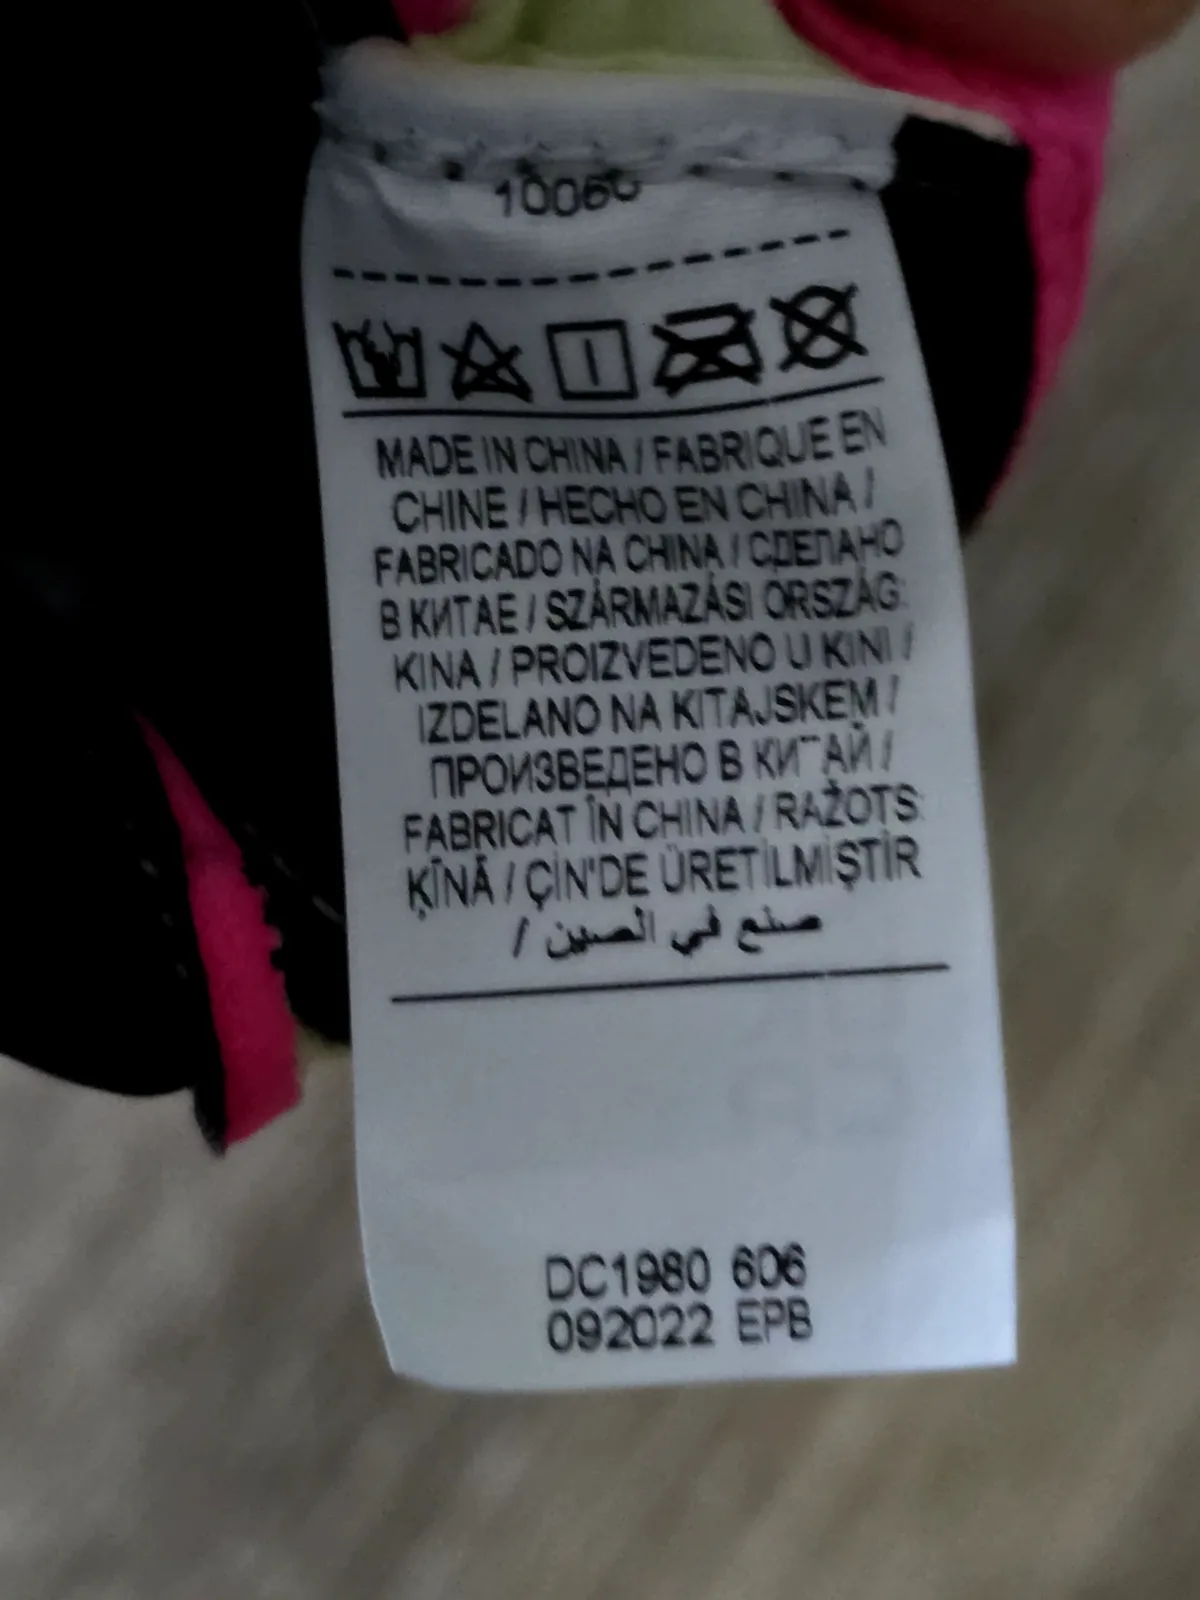 MADE IN CHINA / FABRIQUE EN
CHINE / HECHO EN CHINA /
FABRICADO NA CHINA / СДЕЛАНО
В КИТАЕ / SZÁRMAZÁSI ORSZÁG:
KINA / PROIZVEDENO U KINI /
IZDELANO NA KITAJSKEM /
ПРОИЗВЕДЕНО В КИТАЙ /
FABRICAT ÎN CHINA / RAŽOTS:
ĶĪNĀ / ÇİN'DE ÜRETİLMİŞTİR
صنع في الصين /
DC1980 606
092022 EPB